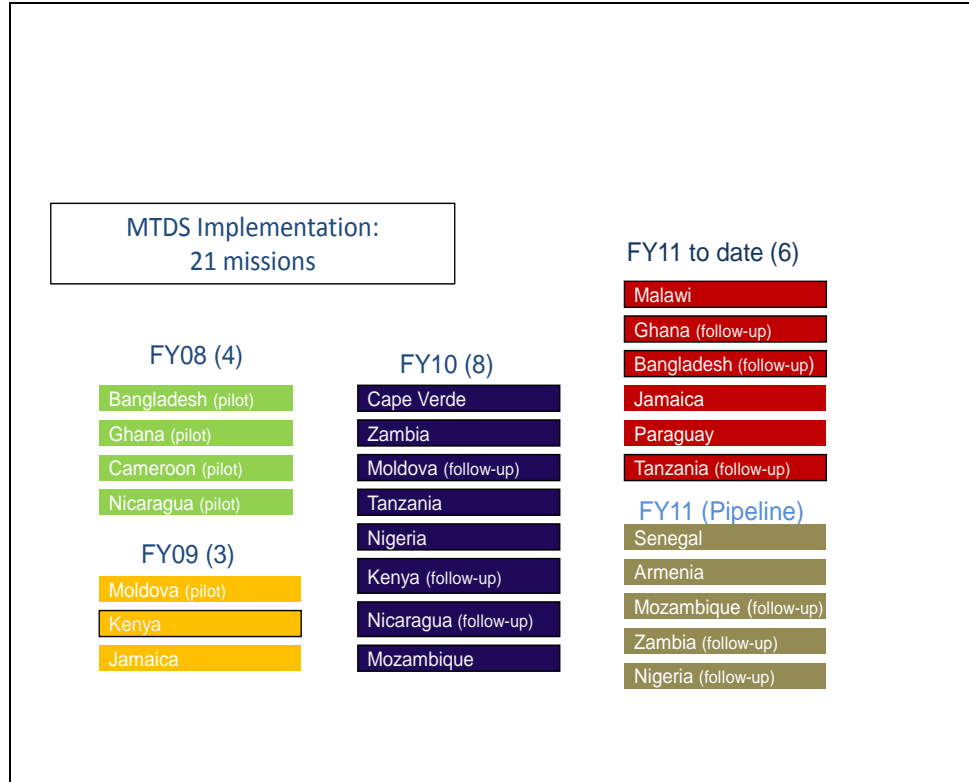 MTDS Implementation:
21 missions
FY08 (4)
Bangladesh (pilot)
Ghana (pilot)
Cameroon (pilot)
Nicaragua (pilot)
FY09 (3)
Moldova (pilot)
Kenya
Jamaica
FY10 (8)
Cape Verde
Zambia
Moldova (follow-up)
Tanzania
Nigeria
Kenya (follow-up)
Nicaragua (follow-up)
Mozambique
FY11 to date (6)
Malawi
Ghana (follow-up)
Bangladesh (follow-up)
Jamaica
Paraguay
Tanzania (follow-up)
FY11 (Pipeline)
Senegal
Armenia
Mozambique (follow-up)
Zambia (follow-up)
Nigeria (follow-up)